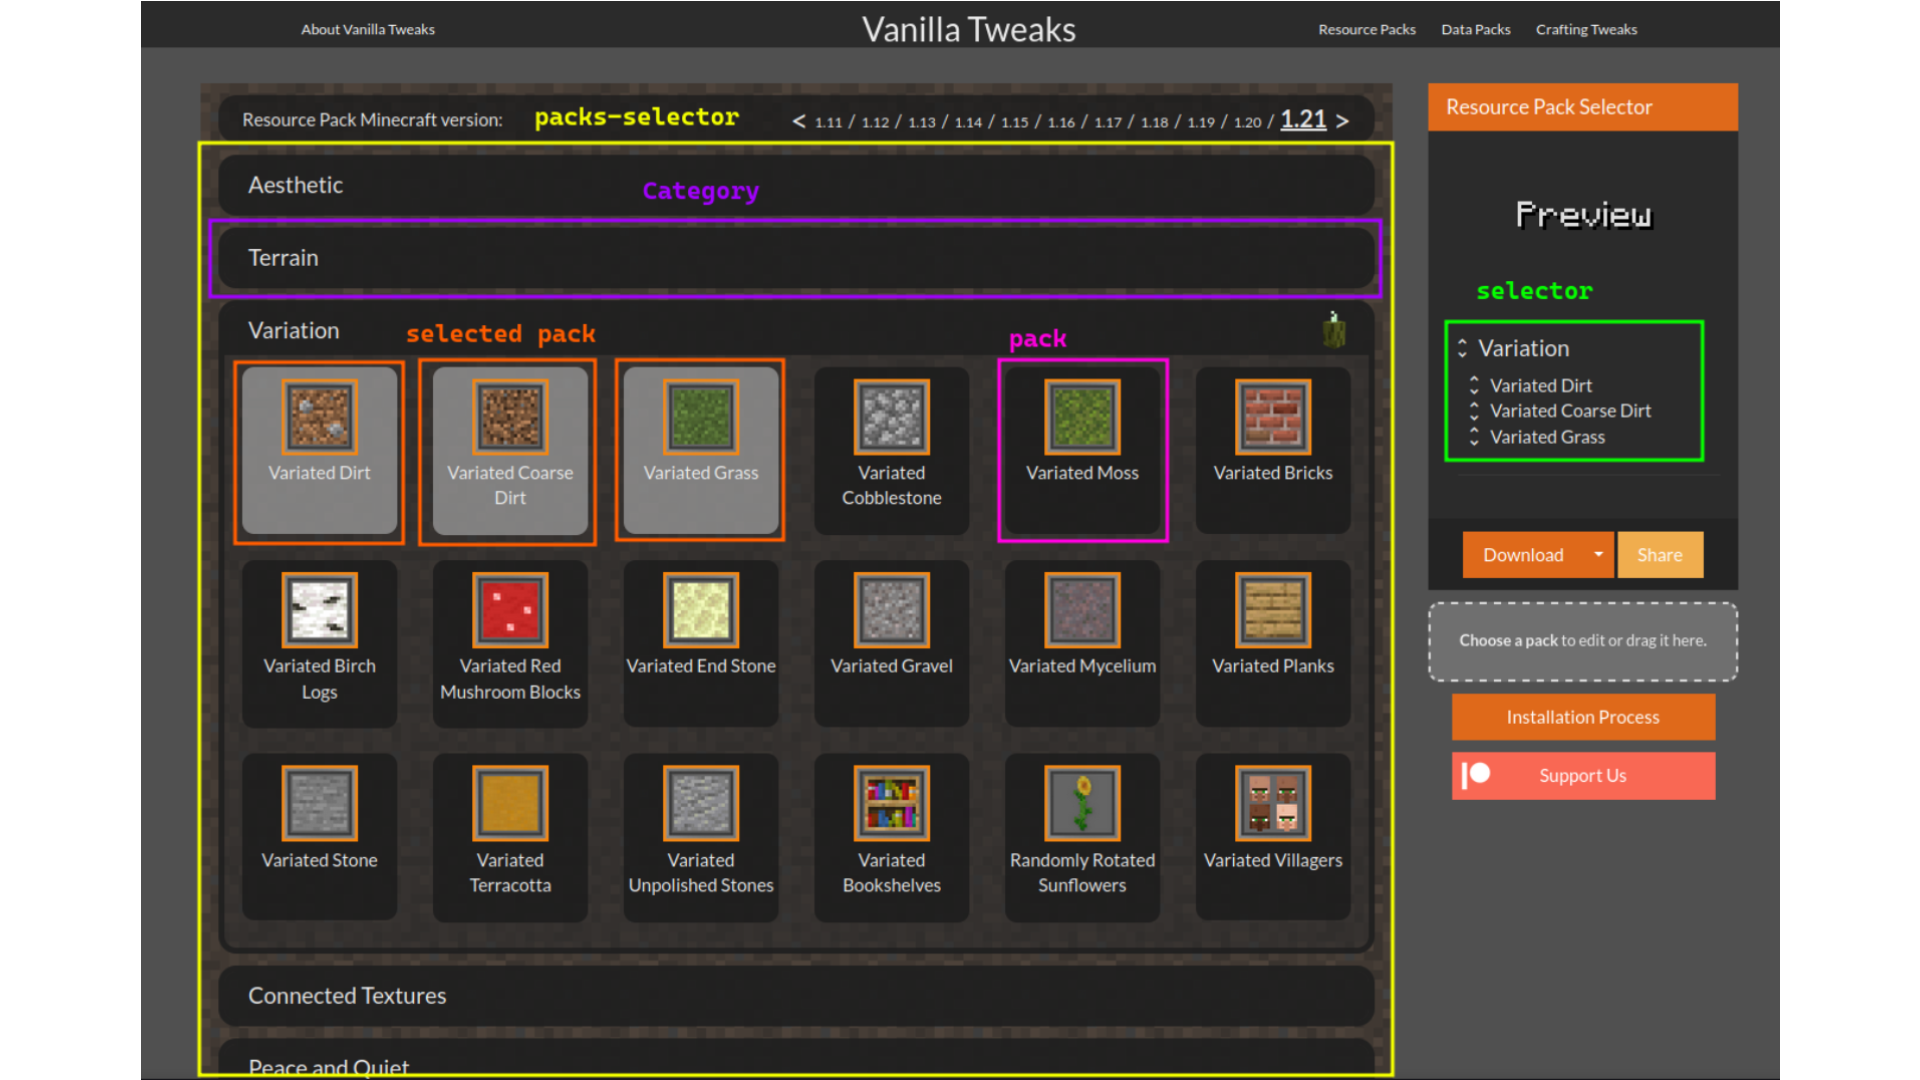 About Vanilla Tweaks
Vanilla Tweaks
Resource Packs
Data Packs
Crafting Tweaks
Resource Pack Minecraft version:
packs-selector
< 1.11 / 1.12 / 1.13 / 1.14 / 1.15 / 1.16 / 1.17 / 1.18 / 1.19 / 1.20 / 1.21 >
Aesthetic
Category
Terrain
Variation
selected pack
pack
Variated Dirt
Variated Coarse
Dirt
Variated Grass
Variated
Cobblestone
Variated Moss
Variated Bricks
Variated Birch
Logs
Variated Red
Mushroom Blocks
Variated End Stone
Variated Gravel
Variated Mycelium
Variated Planks
Variated Stone
Variated
Terracotta
Variated
Unpolished Stones
Variated
Bookshelves
Randomly Rotated
Sunflowers
Variated Villagers
Connected Textures
Peace and Quiet
Resource Pack Selector
Preview
selector
Variation
Variated Dirt
Variated Coarse Dirt
Variated Grass
Download
Share
Choose a pack to edit or drag it here.
Installation Process
Support Us